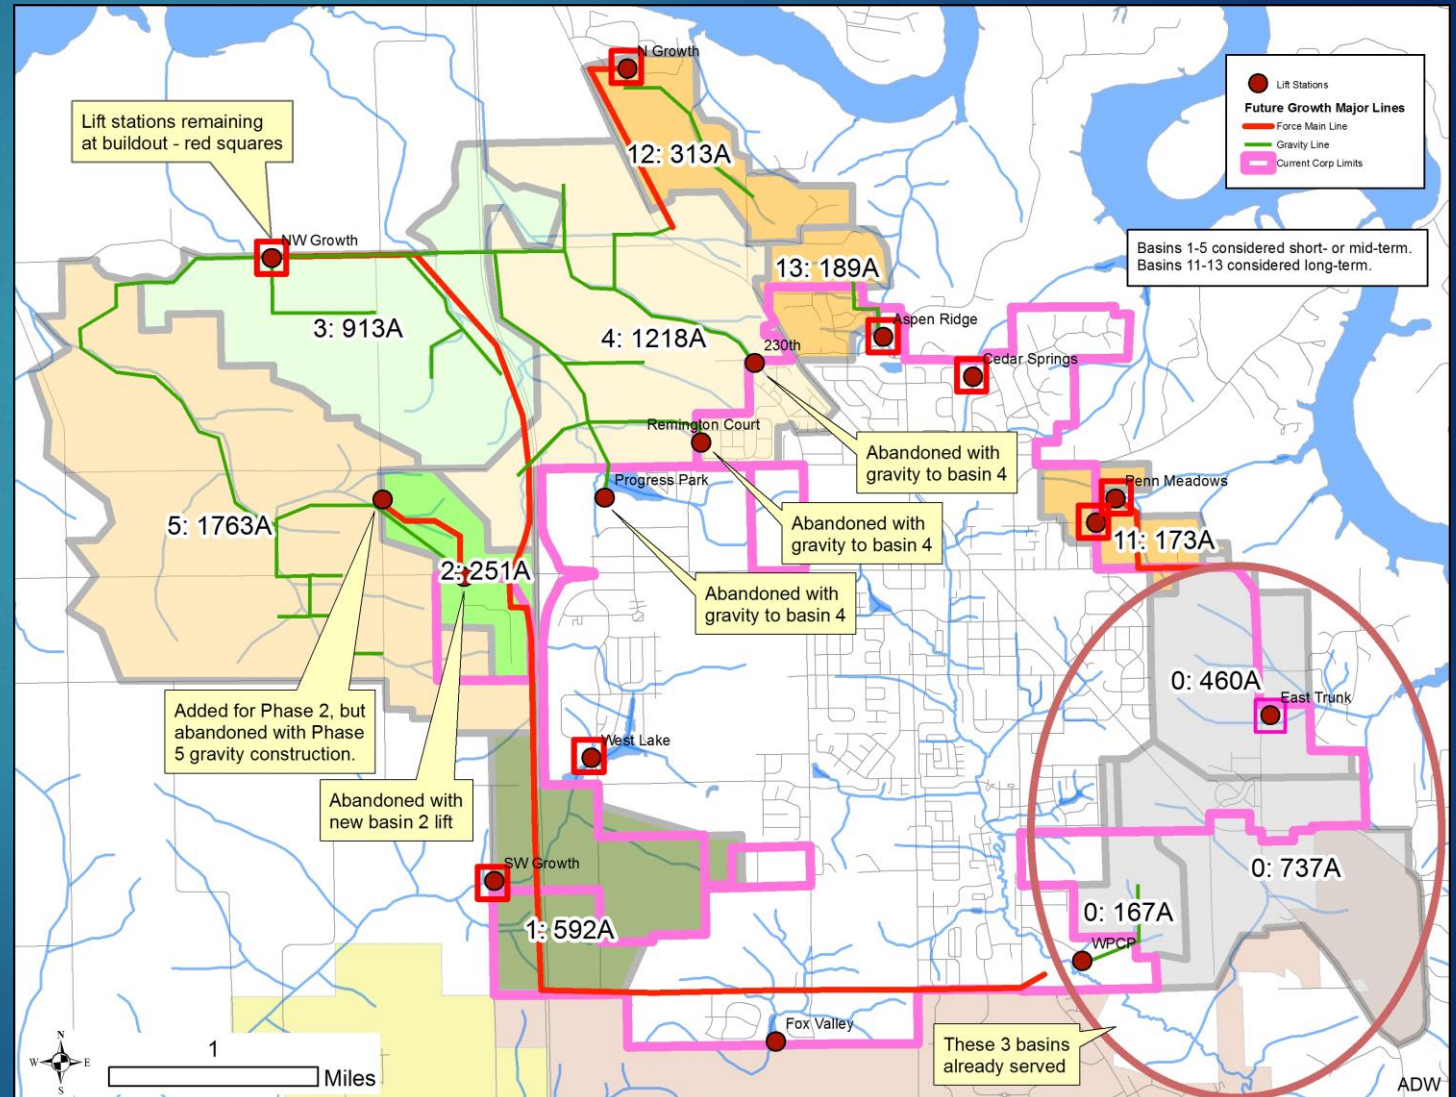 N Growth
Lift Stations
Future Growth Major Lines
Force Main Line
Gravity Line
Current Corp Limits
Lift stations remaining
at buildout - red squares
12: 313A
NW Growth
Basins 1-5 considered short- or mid-term.
Basins 11-13 considered long-term.
13: 189A
3: 913A
4: 1218A
Aspen Ridge
230th
Cedar Springs
Remington Court
Abandoned with
gravity to basin 4
Progress Park
Penn Meadows
5: 1763A
Abandoned with
gravity to basin 4
11: 173A
2: 251A
Abandoned with
gravity to basin 4
0: 460A
East Trunk
Added for Phase 2, but
abandoned with Phase
5 gravity construction.
West Lake
Abandoned with
new basin 2 lift
SW Growth
0: 737A
0: 167A
1: 592A
WPCP
Fox Valley
These 3 basins
already served
N
W
E
S
1
Miles
ADW